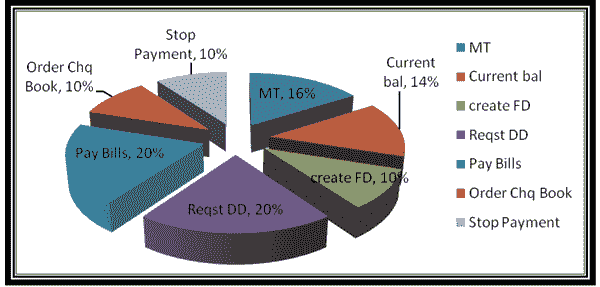 Stop
Payment, 10%
Order Chq
Book, 10%
MT, 16%
Current
bal, 14%
Pay Bills, 20%
create FD, 10%
Reqst DD, 20%
MT
Current bal
create FD
Reqst DD
Pay Bills
Order Chq Book
Stop Payment